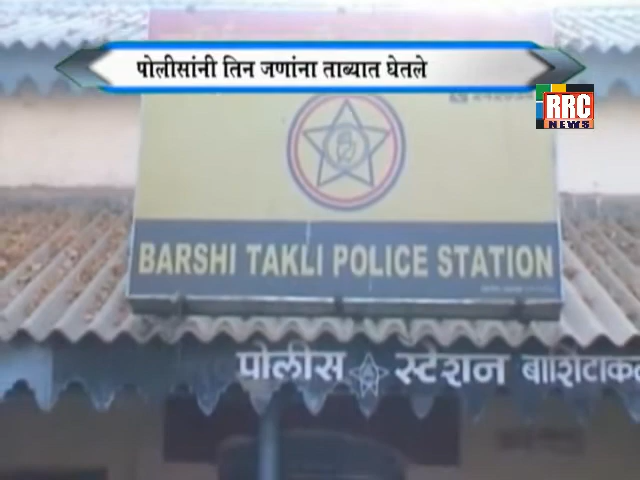 पोलीसांनी तिन जणांना ताब्यात घेतले
RRC
NEWS
BARSHI TAKLI POLICE STATION
पोलीस स्टेशन